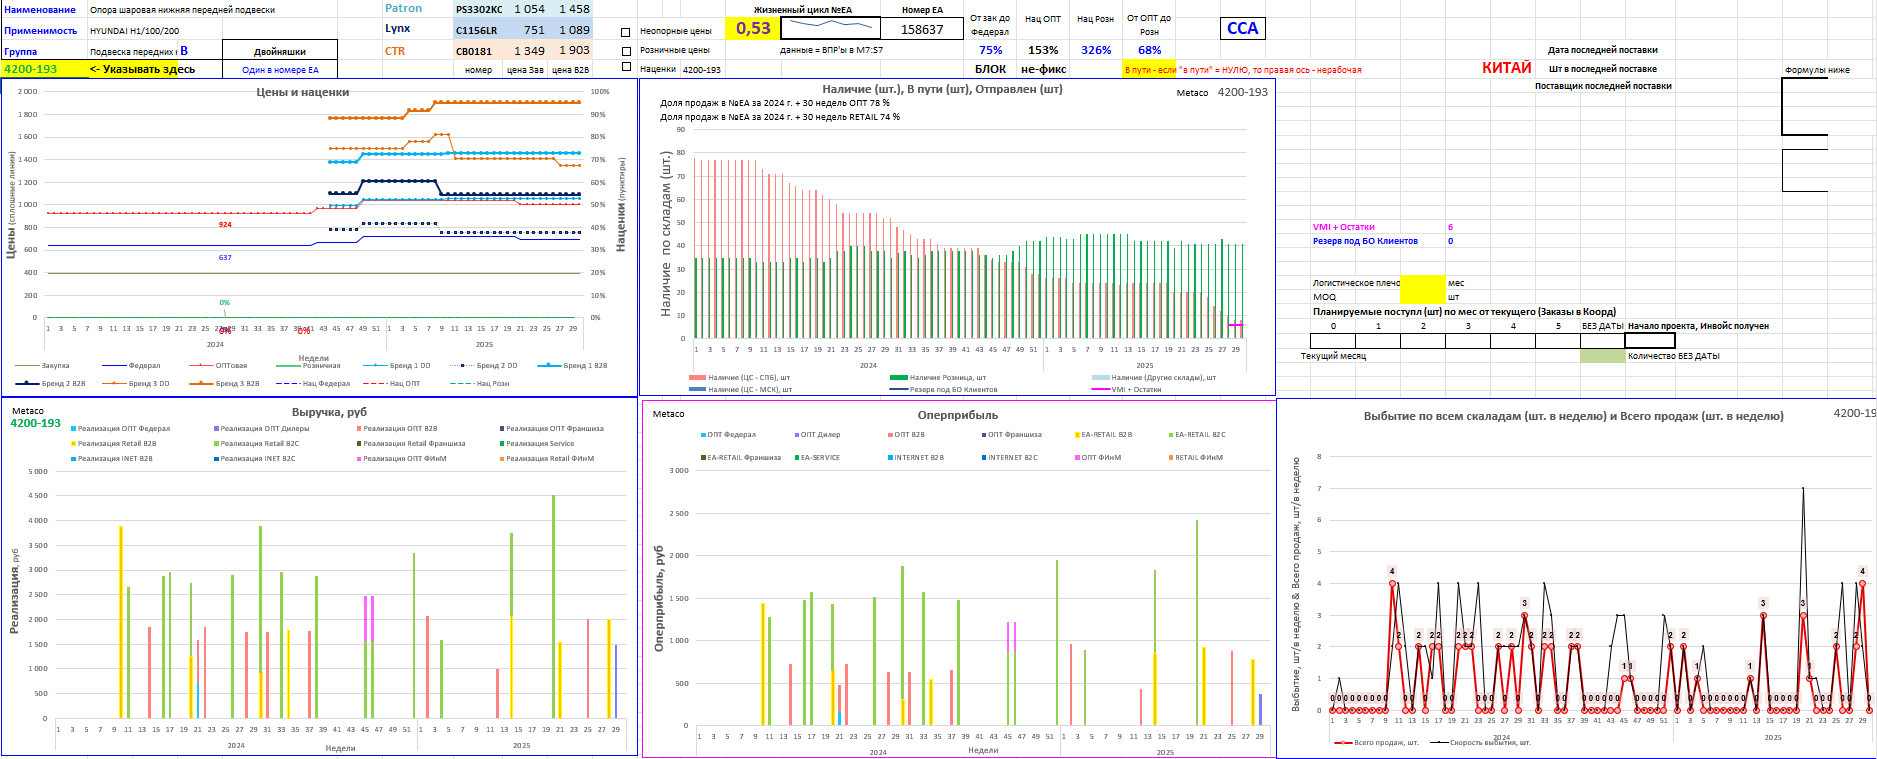 Наименование Опора шаровая нижняя передней подвески Patron PS3302KC 1 054 1 458 Жизненный цикл №EA Номер EA От зак до Федерал Нац ОПТ Нац Розн От ОПТ до Розн
Применимость HYUNDAI H1/100/200 Lynx C1156LR 751 1 089 Неопорные цены 0,53 158637 CCA
Группа В Двойняшки CTR CB0181 1 349 1 903 Розничные цены данные = ВПР'ы в M7:S7 75% 153% 326% 68% Дата последней поставки
4200-193 <- Указывать здесь Один в номере EA номер цена Зав цена B2B Наценки 4200-193 БЛОК не-фикс В пути - если "в пути" = НУЛЮ, то правая ось - нерабочая КИТАЙ Шт в последней поставке Формулы ниже
Поставщик последней поставки
Цены и наценки
Цены (сплошные линии)
Наценки (пунктиры)
2 000 1 800 1 600 1 400 1 200 1 000 800 600 400 200 0
100% 90% 80% 70% 60% 50% 40% 30% 20% 10% 0%
924
637
0%
0%
1 3 5 7 9 11 13 15 17 19 21 23 25 27 29 31 33 35 37 39 41 43 45 47 49 51 1 3 5 7 9 11 13 15 17 19 21 23 25 27 29
2024 2025
Недели
Закупка Федерал ОПТовая Розничная Бренд 1 DD Бренд 2 DD Бренд 1 B2B
Бренд 2 B2B Бренд 3 DD Бренд 3 B2B Нац Федерал Нац ОПТ Нац Розн
Наличие (шт.), В пути (шт), Отправлен (шт)
Metaco 4200-193
Доля продаж в №EA за 2024 г. + 30 недель ОПТ 78 %
Доля продаж в №EA за 2024 г. + 30 недель RETAIL 74 %
Наличие по складам (шт.)
90 80 70 60 50 40 30 20 10 0
1 3 5 7 9 11 13 15 17 19 21 23 25 27 29 31 33 35 37 39 41 43 45 47 49 51 1 3 5 7 9 11 13 15 17 19 21 23 25 27 29
2024 2025
Наличие (ЦС - СПБ), шт Наличие Розница, шт Наличие (Другие склады), шт
Наличие (ЦС - МСК), шт Резерв под БО Клиентов VMI + Остатки
VMI + Остатки 6
Резерв под БО Клиентов 0
Логистическое плечо мес
MOQ шт
Планируемые поступл (шт) по мес от текущего (Заказы в Коорд)
0 1 2 3 4 5 БЕЗ ДАТЫ Начало проекта, Инвойс получен
Текущий месяц Количество БЕЗ ДАТЫ
Metaco
4200-193
Выручка, руб
Реализация ОПТ Федерал Реализация ОПТ Дилеры Реализация ОПТ B2B Реализация ОПТ Франшиза
Реализация Retail B2B Реализация Retail B2C Реализация Retail Франшиза Реализация Service
Реализация INET B2B Реализация INET B2C Реализация ОПТ ФИнМ Реализация Retail ФИнМ
Реализация, руб
5 000 4 500 4 000 3 500 3 000 2 500 2 000 1 500 1 000 500 0
1 3 5 7 9 11 13 15 17 19 21 23 25 27 29 31 33 35 37 39 41 43 45 47 49 51 1 3 5 7 9 11 13 15 17 19 21 23 25 27 29
2024 Недели 2025
Metaco
Оперприбыль
ОПТ Федерал ОПТ Дилер ОПТ B2B ОПТ Франшиза EA-RETAIL B2B EA-RETAIL B2C
EA-RETAIL Франшиза EA-SERVICE INTERNET B2B INTERNET B2C ОПТ ФИнМ RETAIL ФИнМ
Оперприбыль, руб
3 000 2 500 2 000 1 500 1 000 500 0
1 3 5 7 9 11 13 15 17 19 21 23 25 27 29 31 33 35 37 39 41 43 45 47 49 51 1 3 5 7 9 11 13 15 17 19 21 23 25 27 29
2024 Недели 2025
Выбытие по всем скаладам (шт. в неделю) и Всего продаж (шт. в неделю)
Выбытие, шт/в неделю & Всего продаж, шт/в неделю
8 7 6 5 4 3 2 1 0
1 3 5 7 9 11 13 15 17 19 21 23 25 27 29 31 33 35 37 39 41 43 45 47 49 51 1 3 5 7 9 11 13 15 17 19 21 23 25 27 29
2024 2025
Всего продаж, шт. Скорость выбытия, шт.